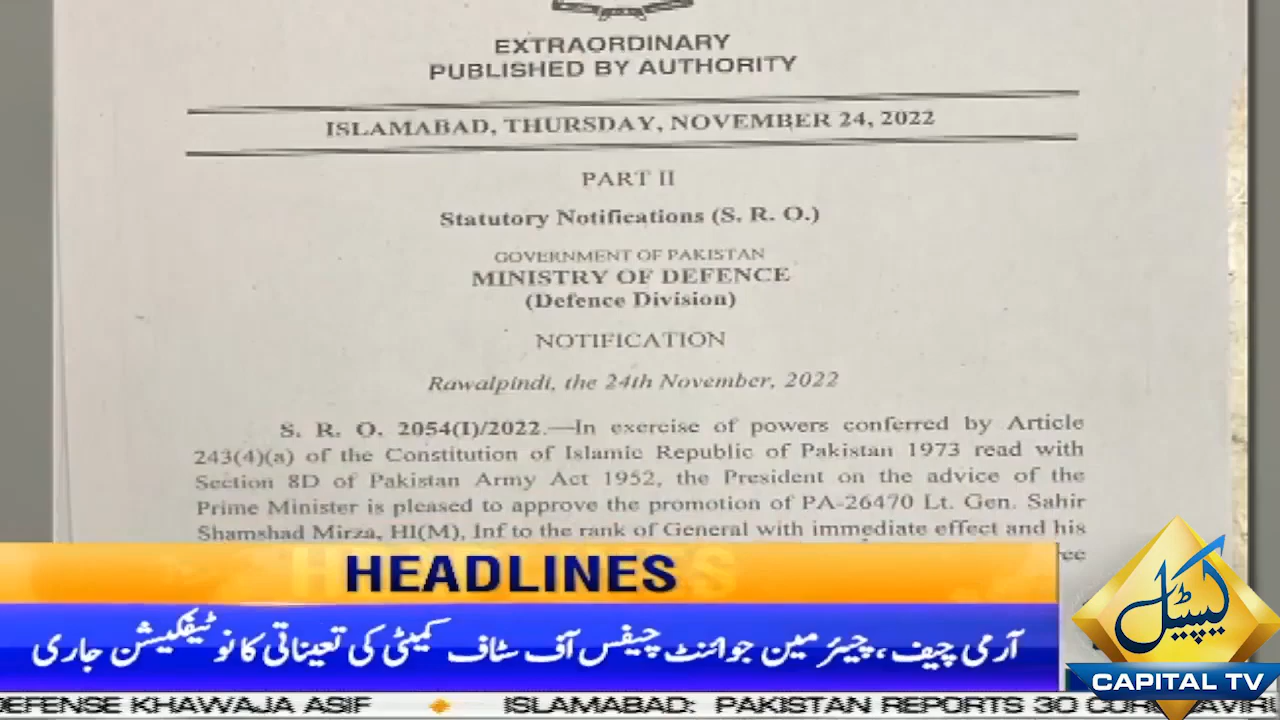 EXTRAORDINARY
PUBLISHED BY AUTHORITY
ISLAMABAD, THURSDAY, NOVEMBER 24, 2022
PART II
Statutory Notifications (S. R. O.)
GOVERNMENT OF PAKISTAN
MINISTRY OF DEFENCE
(Defence Division)
NOTIFICATION
Rawalpindi, the 24th November, 2022
S. R. O. 2054(I)/2022.—In exercise of powers conferred by Article
243(4)(a) of the Constitution of Islamic Republic of Pakistan 1973 read with
Section 8D of Pakistan Army Act 1952, the President on the advice of the
Prime Minister is pleased to approve the promotion of PA-26470 Lt. Gen. Sahir
Shamshad Mirza, HI(M), Inf to the rank of General with immediate effect and his
HEADLINES
آرمی چیف، چیئرمین جوائنٹ چیفس آف سٹاف کمیٹی کی تعیناتی کا نوٹیفکیشن جاری
کیپیٹل
CAPITAL TV
DEFENSE KHAWAJA ASIF ISLAMABAD: PAKISTAN REPORTS 30